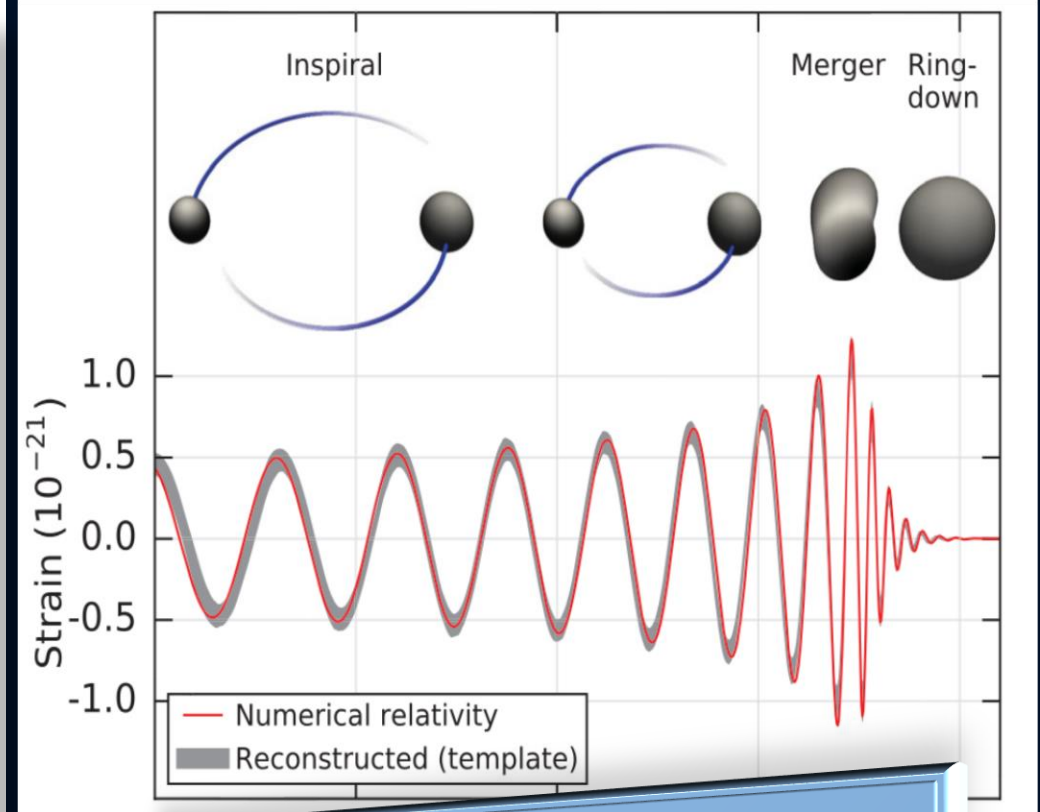 Inspiral
Merger
Ring-
down
Strain (10⁻²¹)
1.0
0.5
0.0
-0.5
-1.0
Numerical relativity
Reconstructed (template)